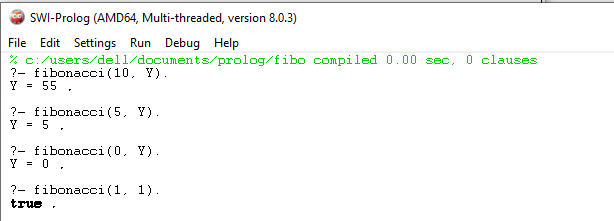 SWI-Prolog (AMD64, Multi-threaded, version 8.0.3)
File Edit Settings Run Debug Help
% c:/users/dell/documents/prolog/fibo compiled 0.00 sec, 0 clauses
?- fibonacci(10, Y).
Y = 55 .
?- fibonacci(5, Y).
Y = 5 .
?- fibonacci(0, Y).
Y = 0 .
?- fibonacci(1, 1).
true .